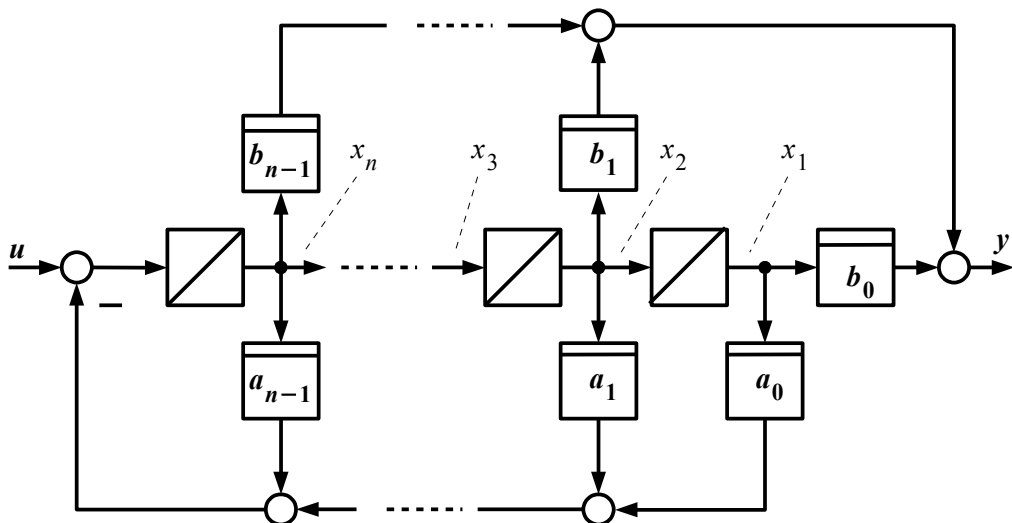 b_{n−1}
x_n
x_3
b_1
x_2
x_1
u
−
b_0
y
a_{n−1}
a_1
a_0